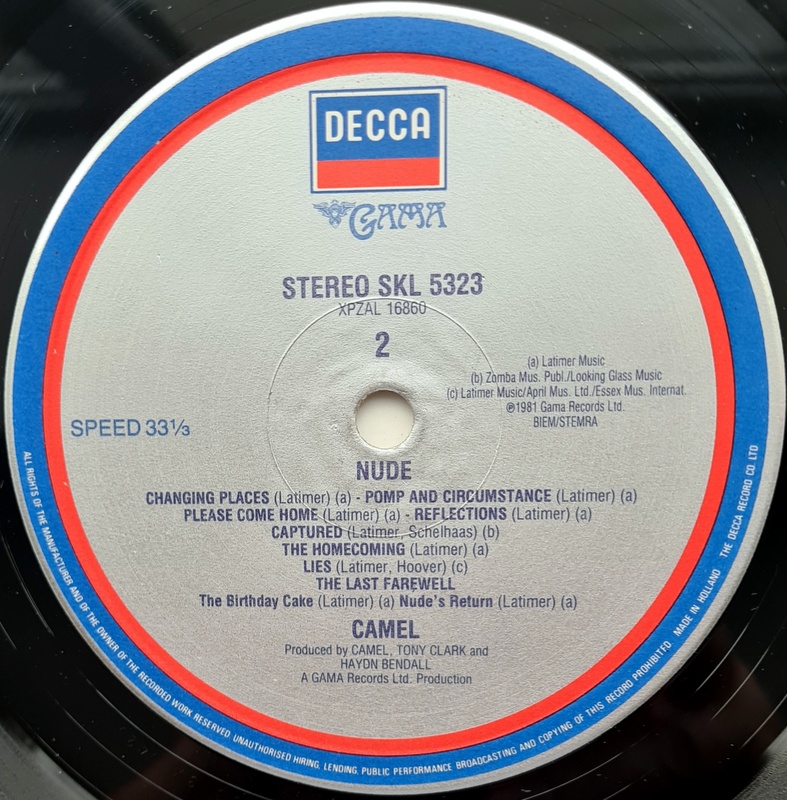 DECCA
GAMA
STEREO SKL 5323
XPZAL 16860
2
(a) Latimer Music
(b) Zomba Mus. Publ./Looking Glass Music
(c) Latimer Music/April Mus. Ltd./Essex Mus. Internat.
℗1981 Gama Records Ltd.
BIEM/STEMRA
SPEED 33⅓
NUDE
CHANGING PLACES (Latimer) (a) - POMP AND CIRCUMSTANCE (Latimer) (a)
PLEASE COME HOME (Latimer) (a) - REFLECTIONS (Latimer) (a)
CAPTURED (Latimer, Schelhaas) (b)
THE HOMECOMING (Latimer) (a)
LIES (Latimer, Hoover) (c)
THE LAST FAREWELL
The Birthday Cake (Latimer) (a) Nude's Return (Latimer) (a)
CAMEL
Produced by CAMEL, TONY CLARK and
HAYDN BENDALL
A GAMA Records Ltd. Production
ALL RIGHTS OF THE MANUFACTURER AND OF THE OWNER OF THE RECORDED WORK RESERVED UNAUTHORISED HIRING, LENDING, PUBLIC PERFORMANCE BROADCASTING AND COPYING OF THIS RECORD PROHIBITFD MADE IN HOLLAND THE DECCA RECORD CO. LTD